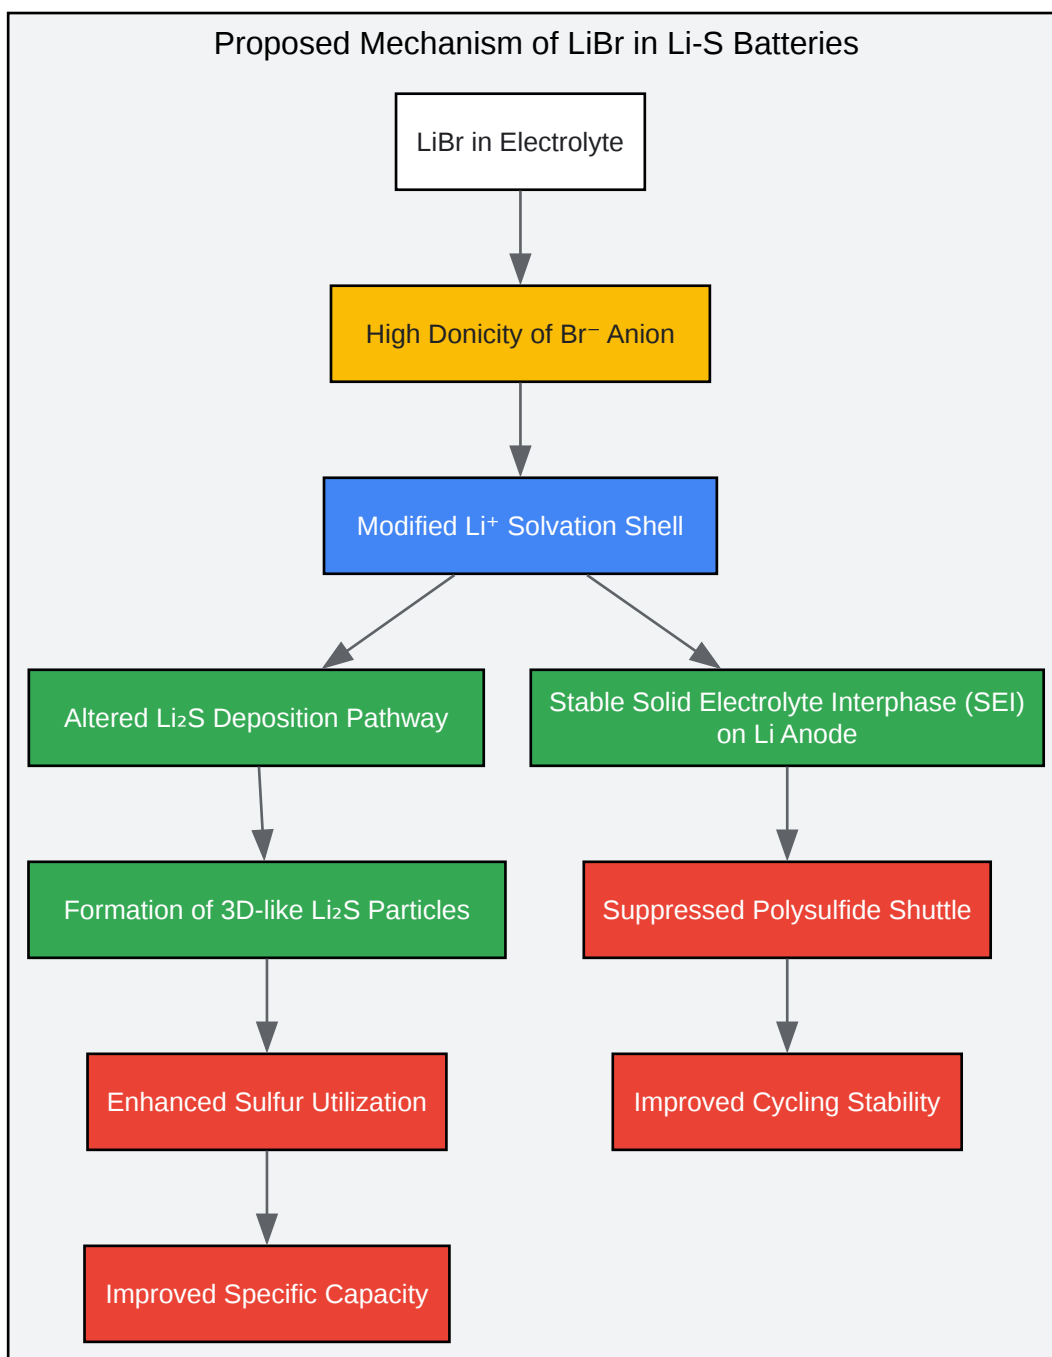 Proposed Mechanism of LiBr in Li-S Batteries
LiBr in Electrolyte
High Donicity of Br⁻ Anion
Modified Li⁺ Solvation Shell
Altered Li₂S Deposition Pathway
Stable Solid Electrolyte Interphase (SEI)
on Li Anode
Formation of 3D-like Li₂S Particles
Suppressed Polysulfide Shuttle
Enhanced Sulfur Utilization
Improved Cycling Stability
Improved Specific Capacity